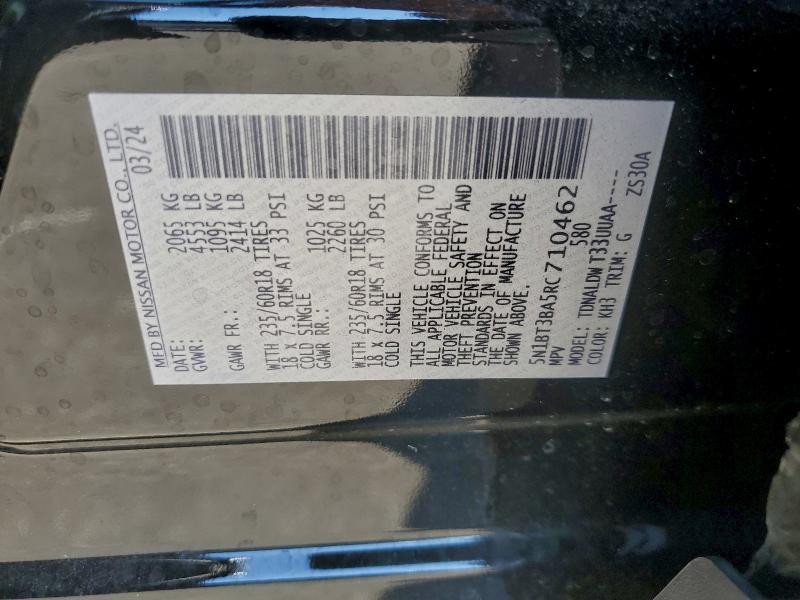 MFD BY NISSAN MOTOR CO., LTD.
DATE: 03/24
GVWR: 2065 KG
4553 LB
1095 KG
GAWR FR.: 2414 LB
WITH 235/60R18 TIRES
18 x 7.5 RIMS AT 33 PSI
COLD SINGLE
GAWR RR.: 1025 KG
2260 LB
WITH 235/60R18 TIRES
18 x 7.5 RIMS AT 30 PSI
COLD SINGLE
THIS VEHICLE CONFORMS TO
ALL APPLICABLE FEDERAL
MOTOR VEHICLE SAFETY AND
THEFT PREVENTION
STANDARDS IN EFFECT ON
THE DATE OF MANUFACTURE
SHOWN ABOVE.
5N1BT3BA5RC710462
MPV 580
MODEL: TDNALDW T33UUAA----
COLOR: KH3 TRIM: G ZS30A